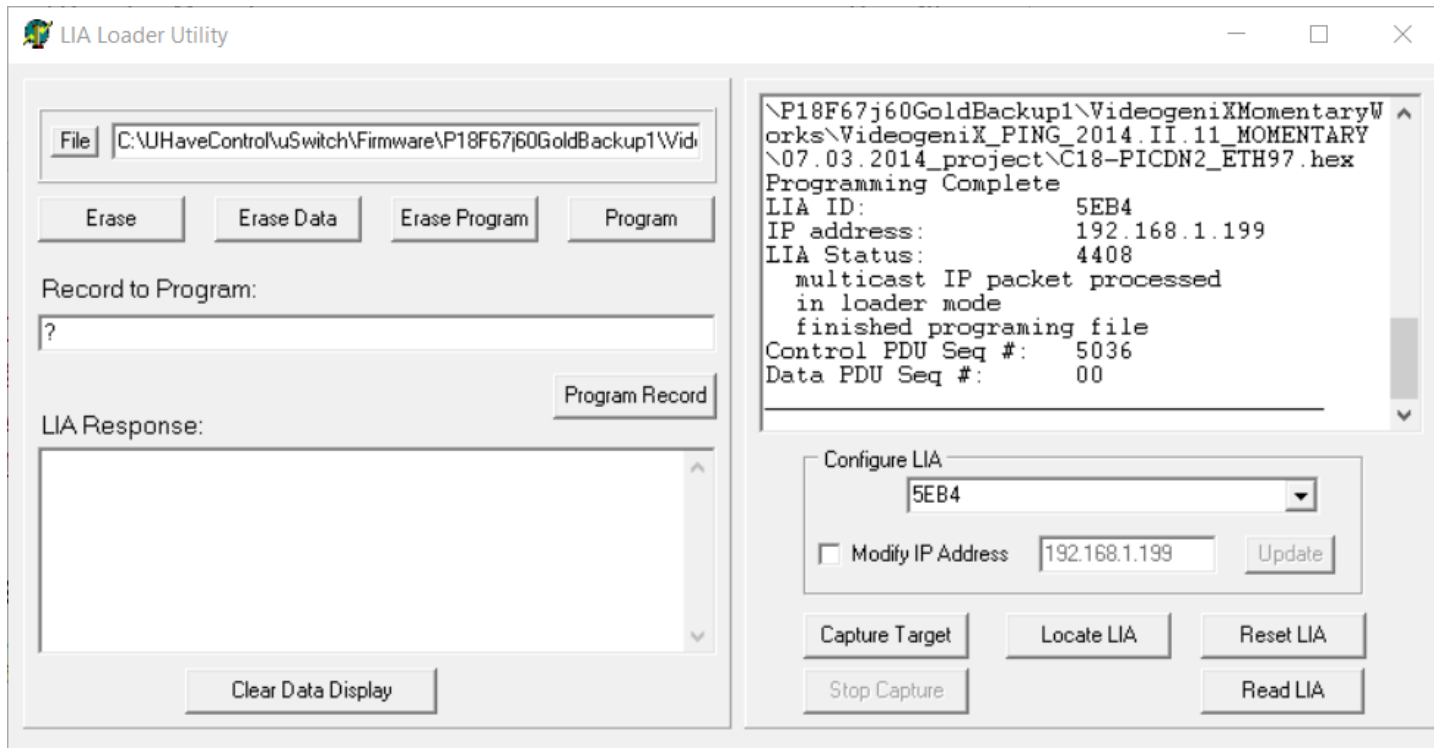 LIA Loader Utility
File
C:\UHaveControl\uSwitch\Firmware\P18F67j60GoldBackup1\Vid
Erase
Erase Data
Erase Program
Program
Record to Program:
?
Program Record
LIA Response:
Clear Data Display
\P18F67j60GoldBackup1\VideogeniXMomentaryW
orks\VideogeniX_PING_2014.II.11_MOMENTARY
\07.03.2014_project\C18-PICDN2_ETH97.hex
Programming Complete
LIA ID: 5EB4
IP address: 192.168.1.199
LIA Status: 4408
multicast IP packet processed
in loader mode
finished programing file
Control PDU Seq #: 5036
Data PDU Seq #: 00
Configure LIA
5EB4
Modify IP Address
192.168.1.199
Update
Capture Target
Locate LIA
Reset LIA
Stop Capture
Read LIA